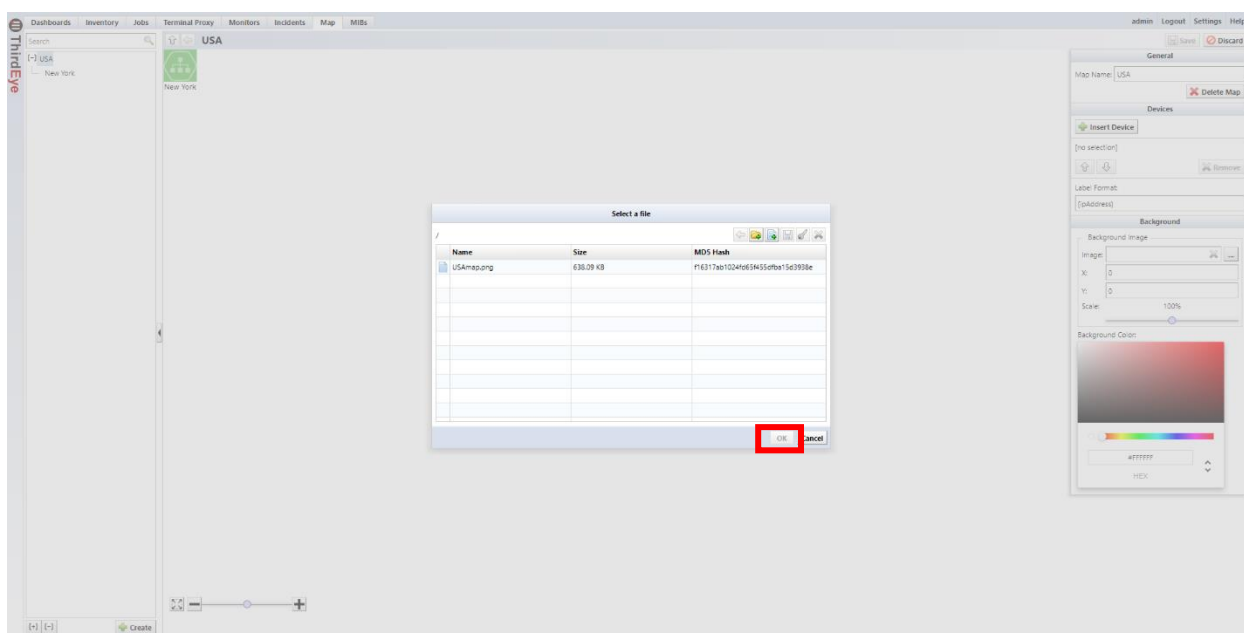 Dashboards Inventory Jobs Terminal Proxy Monitors Incidents Map MIBs
admin Logout Settings Help
ThirdEye
Search
USA
Save Discard
[-] USA
New York
New York
General
Map Name: USA
Delete Map
Devices
Insert Device
[no selection]
Remove
Label Format:
{ipAddress}
Background
Background Image
Image: ...
X: 0
Y: 0
Scale: 100%
Background Color:
#FFFFFF
HEX
Select a file
/
Name Size MD5 Hash
USAmap.png 638.09 KB f16317ab1024fd65f455dfba15d3938e
OK Cancel
[+] [-] Create